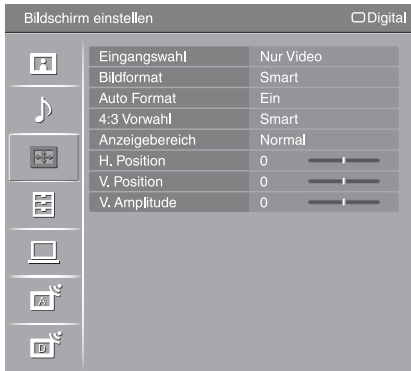 Bildschirm einstellen Digital
Eingangswahl Nur Video
Bildformat Smart
Auto Format Ein
4:3 Vorwahl Smart
Anzeigebereich Normal
H. Position 0
V. Position 0
V. Amplitude 0
A
D